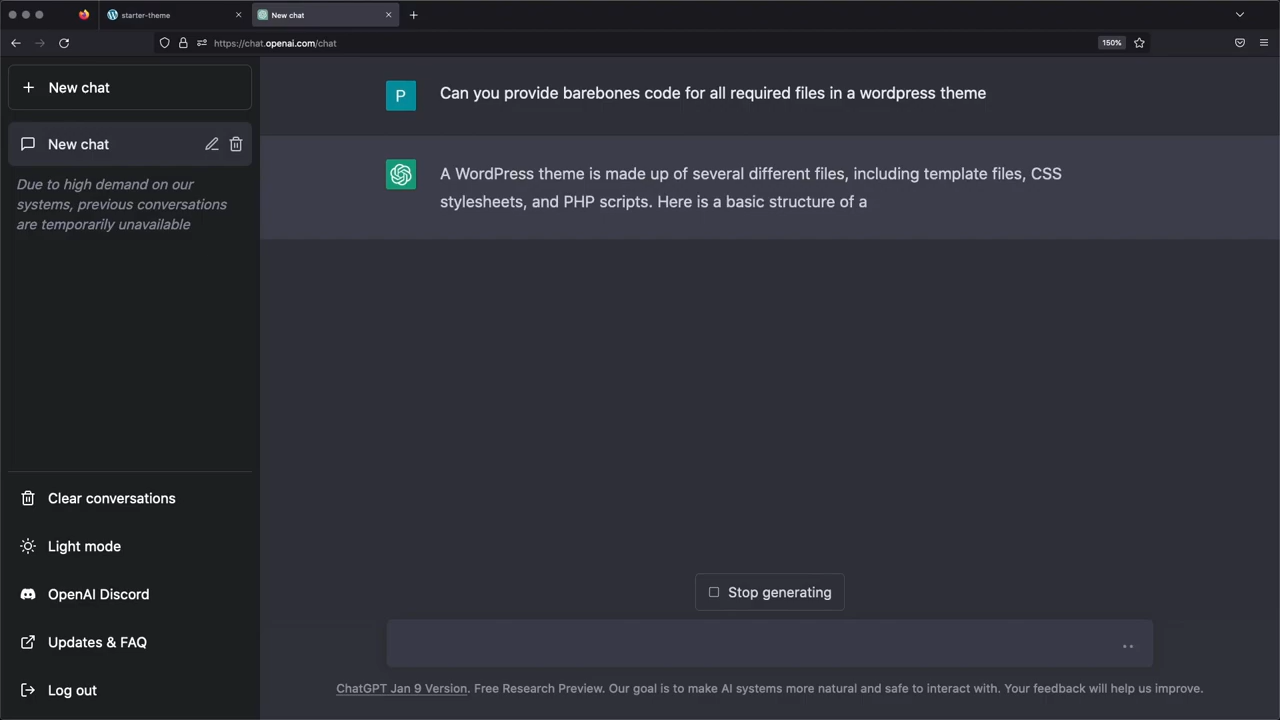 starter-theme
New chat
https://chat.openai.com/chat
150%
New chat
New chat
Due to high demand on our
systems, previous conversations
are temporarily unavailable
Clear conversations
Light mode
OpenAI Discord
Updates & FAQ
Log out
P
Can you provide barebones code for all required files in a wordpress theme
A WordPress theme is made up of several different files, including template files, CSS
stylesheets, and PHP scripts. Here is a basic structure of a
Stop generating
ChatGPT Jan 9 Version. Free Research Preview. Our goal is to make AI systems more natural and safe to interact with. Your feedback will help us improve.